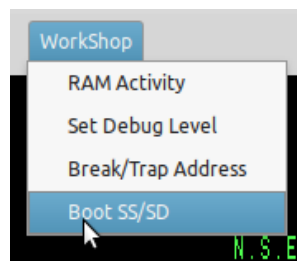 WorkShop
RAM Activity
Set Debug Level
Break/Trap Address
Boot SS/SD
N.S.E